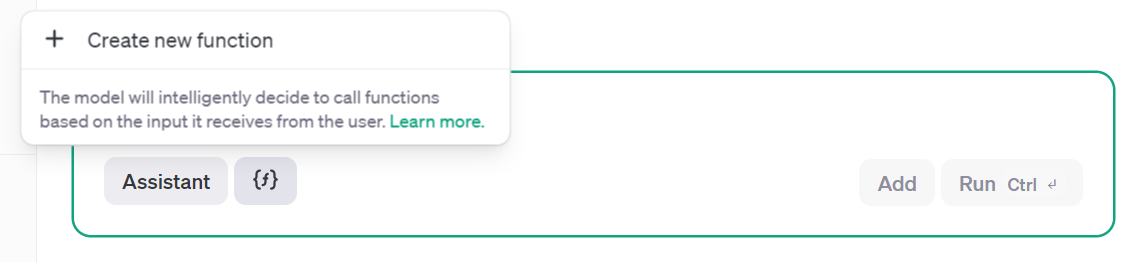 + Create new function
The model will intelligently decide to call functions
based on the input it receives from the user. Learn more.
Assistant {ƒ} Add Run Ctrl ↵